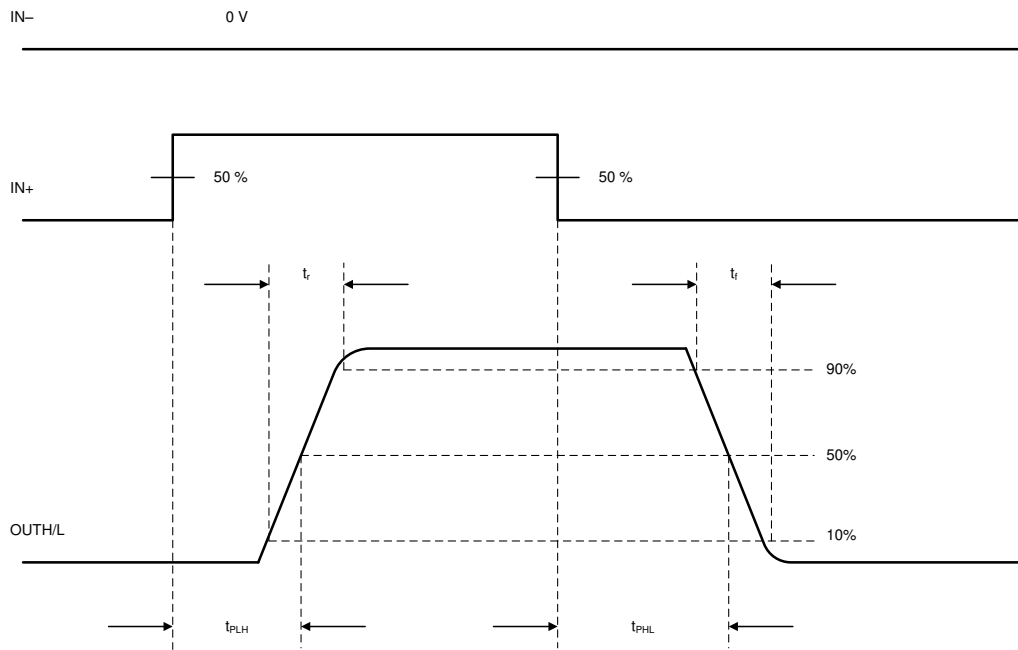 IN– 0 V
IN+ 50 % 50 %
tr tf
90%
50%
OUTH/L 10%
tPLH tPHL